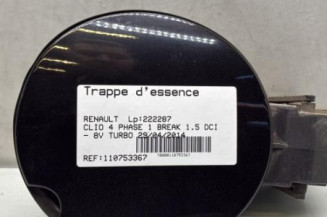 Trappe d'essence
RENAULT Lp:222287
CLIO 4 PHASE 1 BREAK 1.5 DCI
- 8V TURBO 29/04/2014
REF:110753367